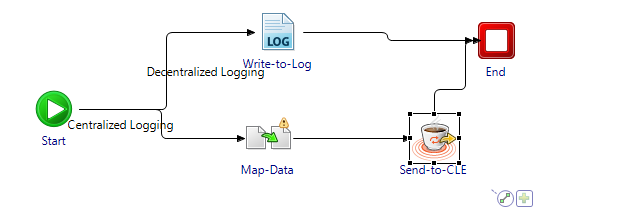 LOG
Write-to-Log
Decentralized Logging
End
Centralized Logging
Start
Map-Data
Send-to-CLE